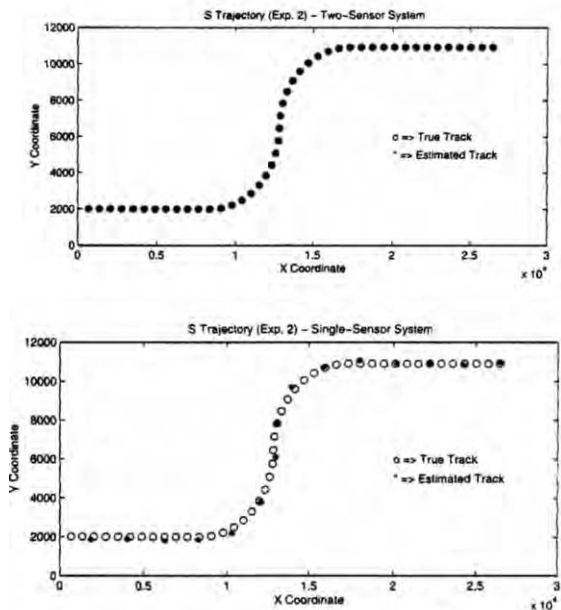 S Trajectory (Exp. 2) – Two–Sensor System
12000
10000
8000
6000
4000
2000
0
Y Coordinate
o => True Track
* => Estimated Track
0 0.5 1 1.5 2 2.5 3
X Coordinate
x 10⁴
S Trajectory (Exp. 2) – Single–Sensor System
12000
10000
8000
6000
4000
2000
0
Y Coordinate
o => True Track
* => Estimated Track
0 0.5 1 1.5 2 2.5 3
X Coordinate
x 10⁴